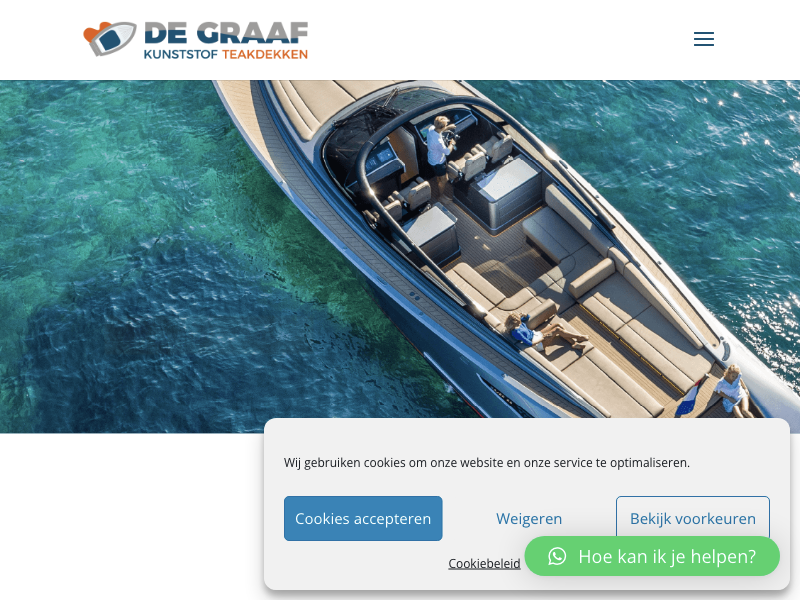 DE GRAAF
KUNSTSTOF TEAKDEKKEN
Wij gebruiken cookies om onze website en onze service te optimaliseren.
Cookies accepteren
Weigeren
Bekijk voorkeuren
Cookiebeleid
Hoe kan ik je helpen?